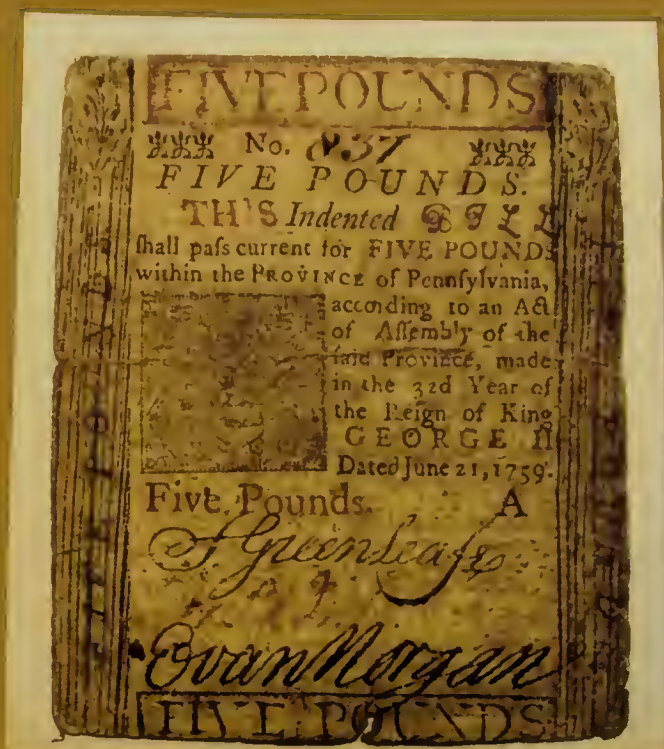 FIVE POUNDS
No. 837
FIVE POUNDS.
TH'S Indented BILL
ſhall paſs current for FIVE POUNDS
within the PROVINCE of Pennſylvania,
according to an Act
of Aſſembly of the
ſaid Province, made
in the 32d Year of
the Reign of King
GEORGE II
Dated June 21, 1759.
Five Pounds. A
Greenleafe
Evan Morgan
FIVE POUNDS